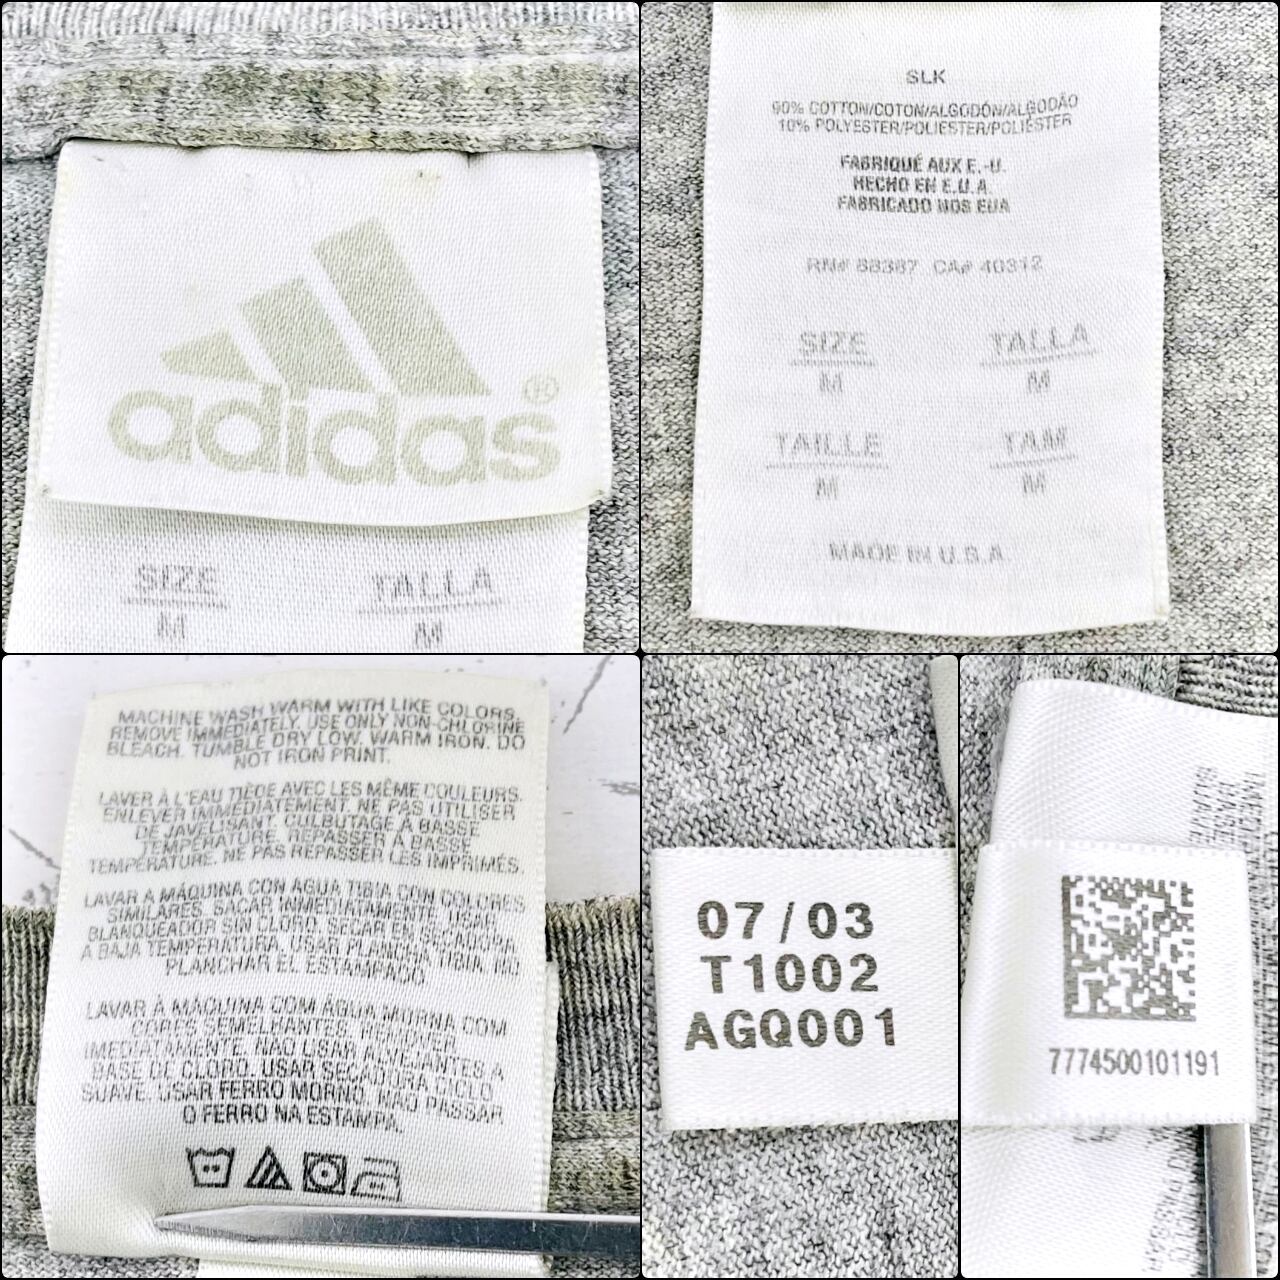 adidas®
SIZE TALLA
M M
SLK
90% COTTON/COTON/ALGODÓN/ALGODÃO
10% POLYESTER/POLIESTER/POLIÉSTER
FABRIQUÉ AUX E.-U.
HECHO EN E.U.A.
FABRICADO NOS EUA
RN# 88387 CA# 40312
SIZE TALLA
M M
TAILLE TAM
M M
MADE IN U.S.A.
MACHINE WASH WARM WITH LIKE COLORS.
REMOVE IMMEDIATELY, USE ONLY NON-CHLORINE
BLEACH. TUMBLE DRY LOW. WARM IRON. DO
NOT IRON PRINT.
LAVER À L'EAU TIÈDE AVEC LES MÊME COULEURS.
ENLEVER IMMEDIATEMENT. NE PAS UTILISER
DE JAVELISANT. CULBUTAGE À BASSE
TEMPÉRATURE. REPASSER À BASSE
TEMPÉRATURE. NE PAS REPASSER LES IMPRIMÉS.
LAVAR A MÁQUINA CON AGUA TIBIA CON COLORES
SIMILARES. SACAR INMEDIATAMENTE. USAR
BLANQUEADOR SIN CLORO. SECAR EN SECADORA
A BAJA TEMPERATURA. USAR PLANCHA TIBIA. NO
PLANCHAR EL ESTAMPADO
LAVAR À MÁQUINA COM ÁGUA MORNA COM
CORES SEMELHANTES. REMOVER
IMEDIATAMENTE. NÃO USAR ALVEJANTES A
BASE DE CLORO. USAR SECADORA CICLO
SUAVE. USAR FERRO MORNO. NÃO PASSAR
O FERRO NA ESTAMPA.
07/03
T1002
AGQ001
7774500101191